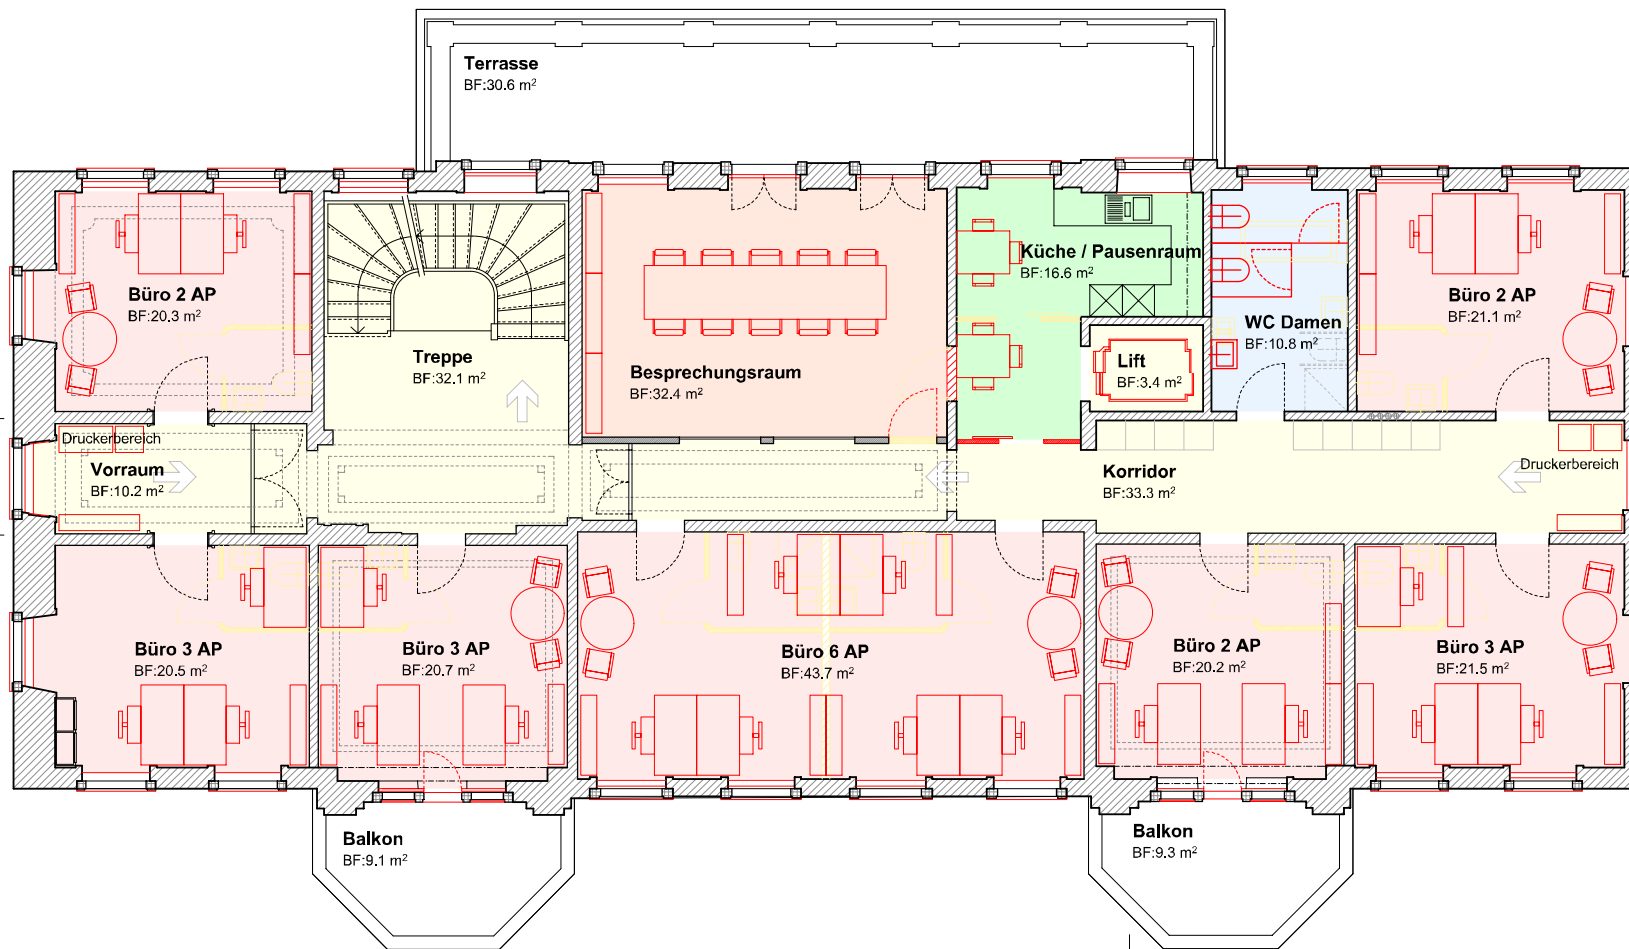 Terrasse
BF:30.6 m²
Büro 2 AP
BF:20.3 m²
Treppe
BF:32.1 m²
Besprechungsraum
BF:32.4 m²
Küche / Pausenraum
BF:16.6 m²
Lift
BF:3.4 m²
WC Damen
BF:10.8 m²
Büro 2 AP
BF:21.1 m²
Druckerbereich
Vorraum
BF:10.2 m²
Korridor
BF:33.3 m²
Druckerbereich
Büro 3 AP
BF:20.5 m²
Büro 3 AP
BF:20.7 m²
Büro 6 AP
BF:43.7 m²
Büro 2 AP
BF:20.2 m²
Büro 3 AP
BF:21.5 m²
Balkon
BF:9.1 m²
Balkon
BF:9.3 m²